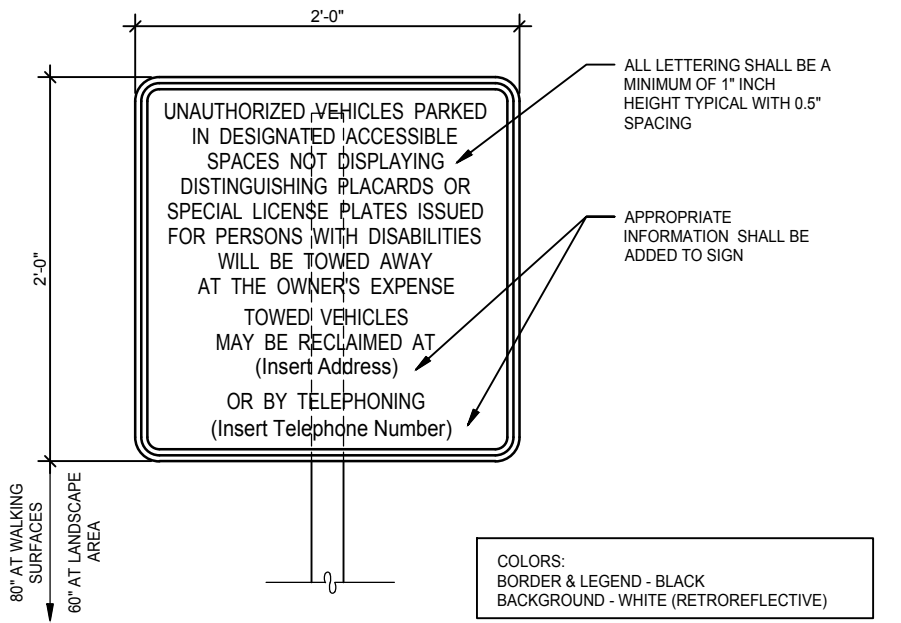 2'-0"
UNAUTHORIZED VEHICLES PARKED
IN DESIGNATED ACCESSIBLE
SPACES NOT DISPLAYING
DISTINGUISHING PLACARDS OR
SPECIAL LICENSE PLATES ISSUED
FOR PERSONS WITH DISABILITIES
WILL BE TOWED AWAY
AT THE OWNER'S EXPENSE
TOWED VEHICLES
MAY BE RECLAIMED AT
(Insert Address)
OR BY TELEPHONING
(Insert Telephone Number)
ALL LETTERING SHALL BE A
MINIMUM OF 1" INCH
HEIGHT TYPICAL WITH 0.5"
SPACING
APPROPRIATE
INFORMATION SHALL BE
ADDED TO SIGN
2'-0"
80" AT WALKING
SURFACES
60" AT LANDSCAPE
AREA
COLORS:
BORDER & LEGEND - BLACK
BACKGROUND - WHITE (RETROREFLECTIVE)